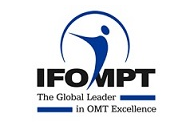 IFOMPT
The Global Leader
in OMT Excellence